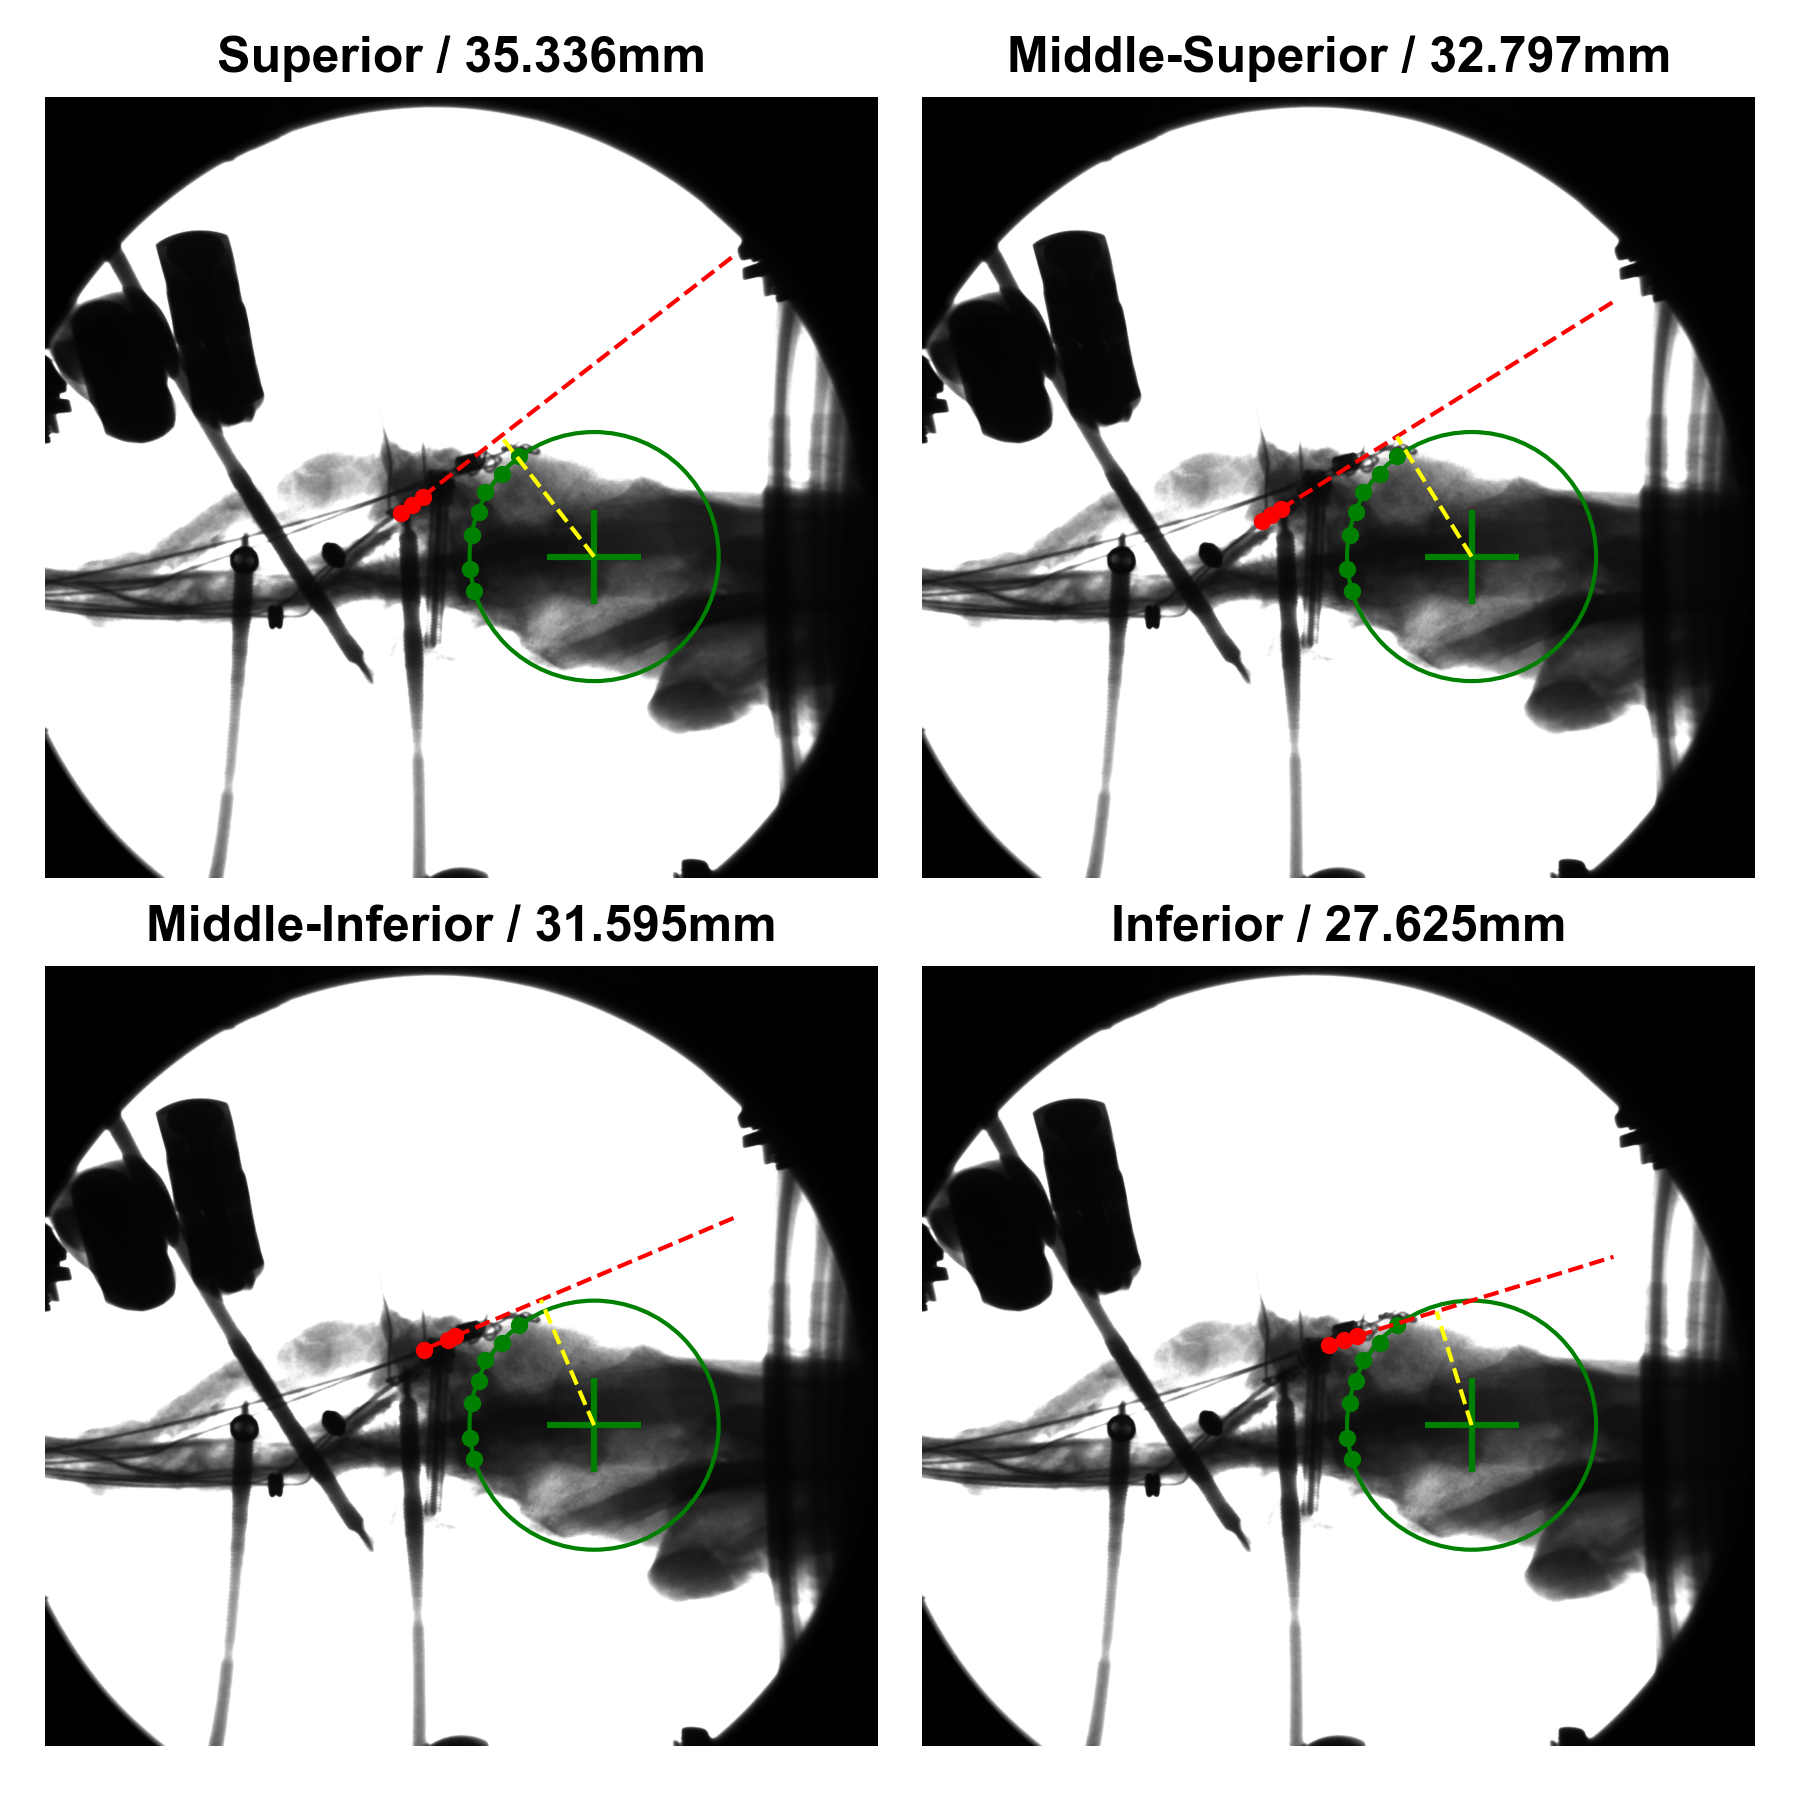 Superior / 35.336mm
Middle-Superior / 32.797mm
Middle-Inferior / 31.595mm
Inferior / 27.625mm